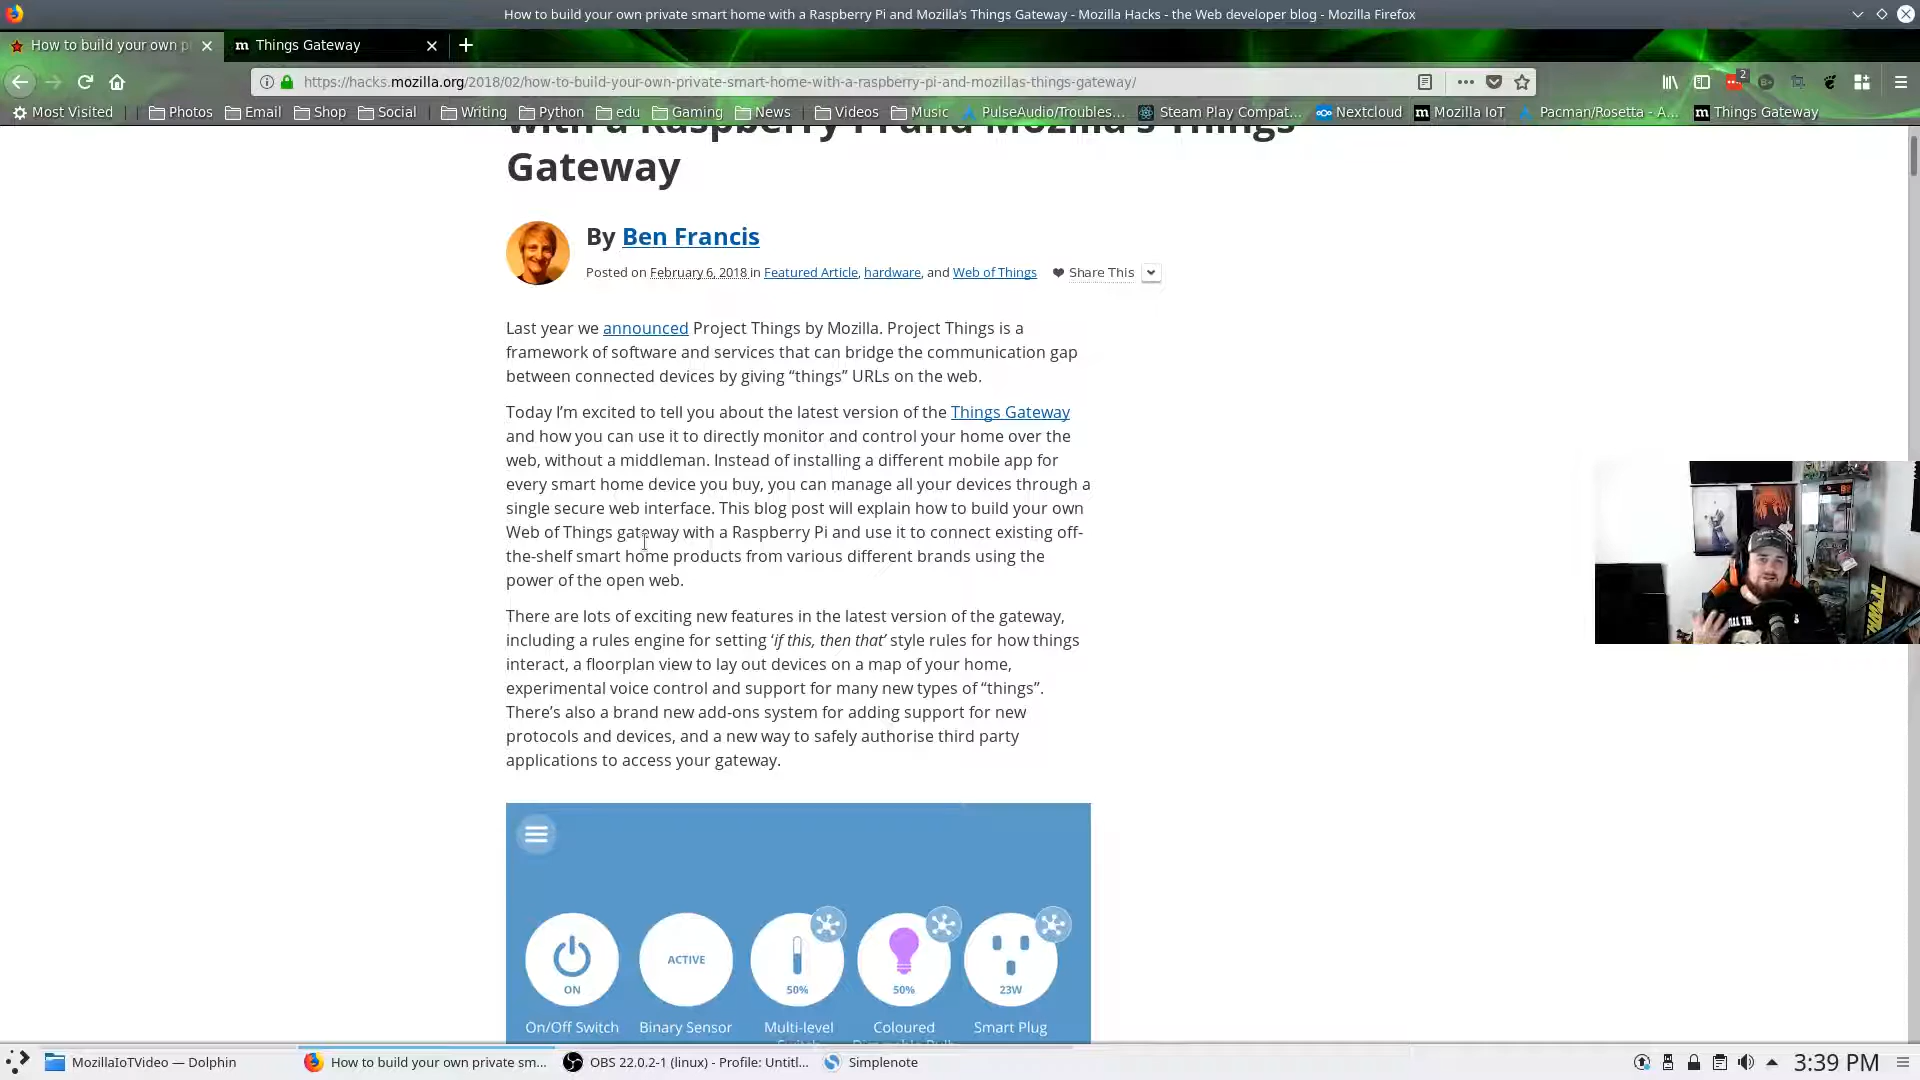 How to build your own private smart home with a Raspberry Pi and Mozilla's Things Gateway - Mozilla Hacks - the Web developer blog - Mozilla Firefox
How to build your own p
Things Gateway
https://hacks.mozilla.org/2018/02/how-to-build-your-own-private-smart-home-with-a-raspberry-pi-and-mozillas-things-gateway/
2
Most Visited Photos Email Shop Social Writing Python edu Gaming News Videos Music PulseAudio/Troubles... Steam Play Compat... Nextcloud Mozilla IoT Pacman/Rosetta - A... Things Gateway
with a Raspberry Pi and Mozilla's Things
Gateway
By Ben Francis
Posted on February 6, 2018 in Featured Article, hardware, and Web of Things Share This
Last year we announced Project Things by Mozilla. Project Things is a
framework of software and services that can bridge the communication gap
between connected devices by giving “things” URLs on the web.
Today I’m excited to tell you about the latest version of the Things Gateway
and how you can use it to directly monitor and control your home over the
web, without a middleman. Instead of installing a different mobile app for
every smart home device you buy, you can manage all your devices through a
single secure web interface. This blog post will explain how to build your own
Web of Things gateway with a Raspberry Pi and use it to connect existing off-
the-shelf smart home products from various different brands using the
power of the open web.
There are lots of exciting new features in the latest version of the gateway,
including a rules engine for setting ‘if this, then that’ style rules for how things
interact, a floorplan view to lay out devices on a map of your home,
experimental voice control and support for many new types of “things”.
There’s also a brand new add-ons system for adding support for new
protocols and devices, and a new way to safely authorise third party
applications to access your gateway.
ACTIVE
ON 50% 50% 23W
On/Off Switch Binary Sensor Multi-level Coloured Smart Plug
Switch Dimmable Bulb
MozillaIoTVideo — Dolphin
How to build your own private sm...
OBS 22.0.2-1 (linux) - Profile: Untitl...
Simplenote
3:39 PM